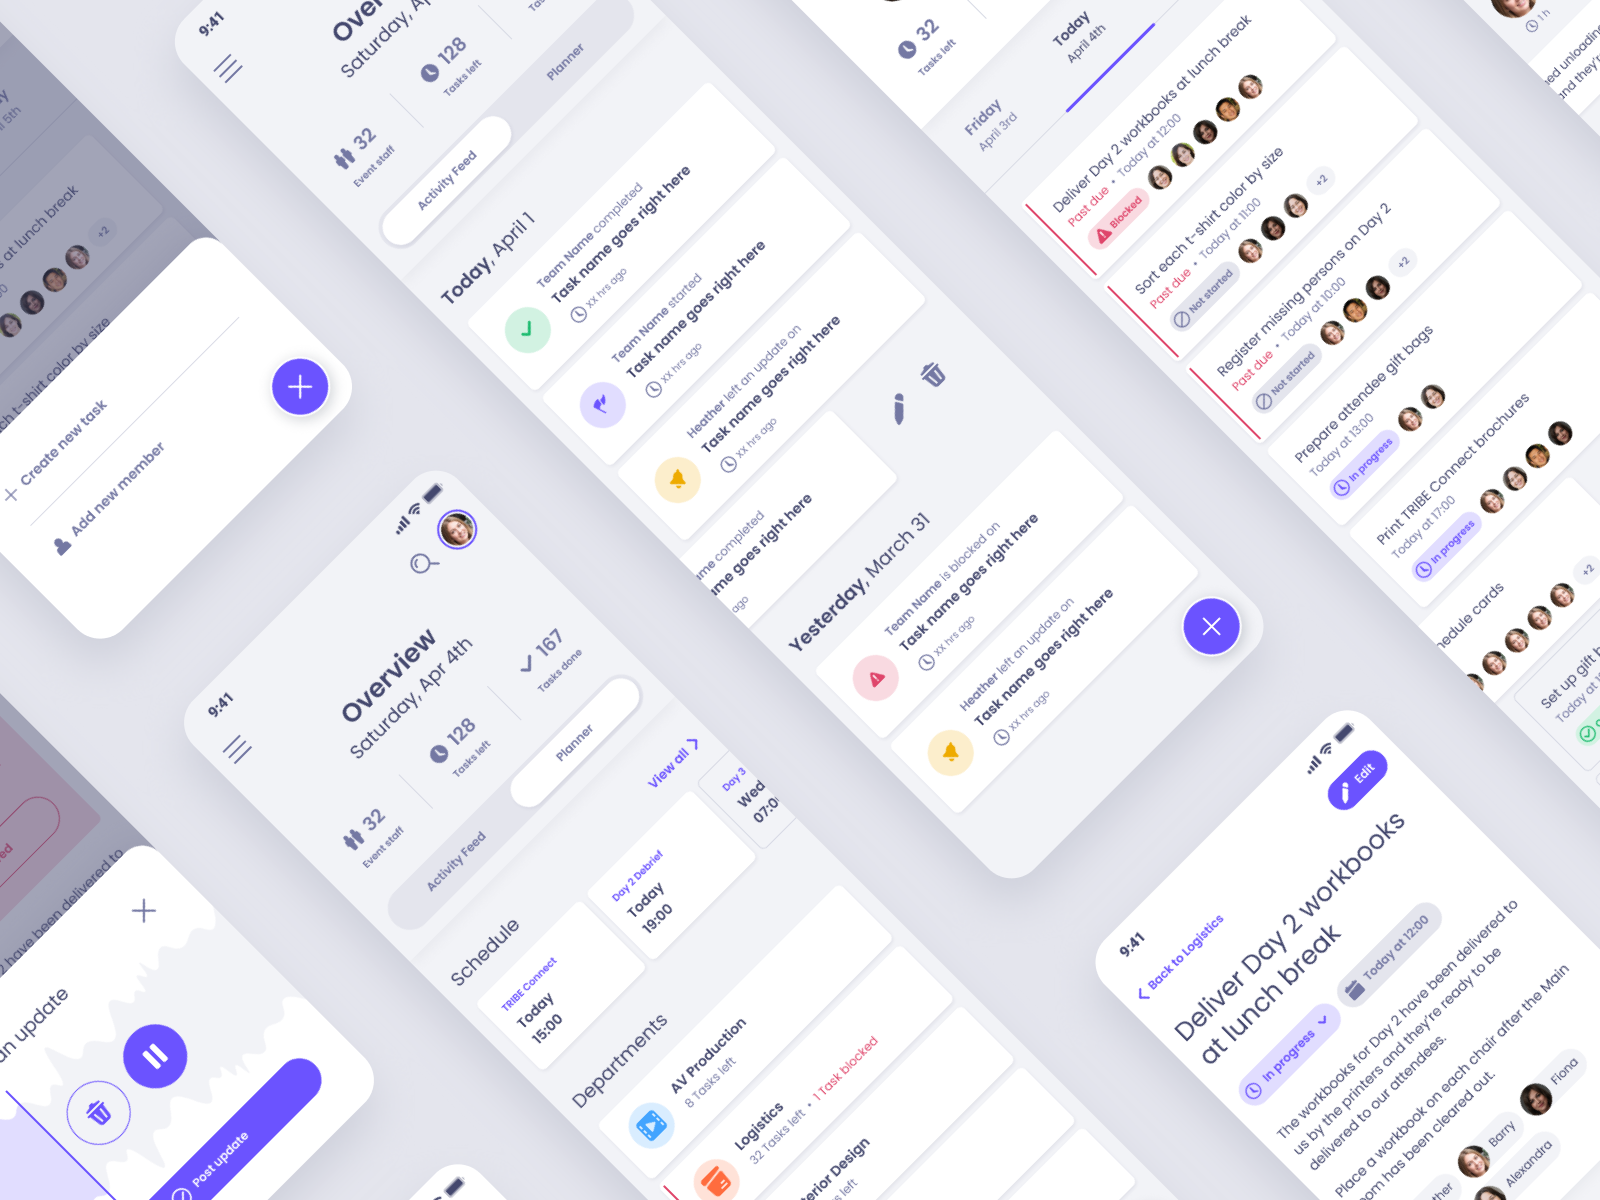 at lunch break
+2
t-shirt color by size
Create new task
Add new member
an update
Post update
have been delivered to
9:41
Saturday,
32
Event staff
128
Tasks left
Activity Feed
Planner
Today, April 1
Team Name completed
Task name goes right here
xx hrs ago
Team Name started
Task name goes right here
xx hrs ago
Heather left an update on
Task name goes right here
xx hrs ago
completed
name goes right here
ago
Yesterday, March 31
Team Name is blocked on
Task name goes right here
xx hrs ago
Heather left an update on
Task name goes right here
xx hrs ago
9:41
Overview
Saturday, Apr 4th
32
Event staff
128
Tasks left
167
Tasks done
Activity Feed
Planner
Schedule
View all
TRIBE Connect
Today
15:00
Day 2 Debrief
Today
19:00
Day 3
Wed
Departments
AV Production
8 Tasks left
Logistics
32 Tasks left • 1 Task blocked
Design
left
32
Tasks left
Friday
April 3rd
Today
April 4th
Deliver Day 2 workbooks at lunch break
Past due • Today at 12:00
Blocked
Sort each t-shirt color by size
Past due • Today at 11:00
Not started
+2
Register missing persons on Day 2
Past due • Today at 10:00
Not started
+2
Prepare attendee gift bags
Today at 13:00
In progress
Print TRIBE Connect brochures
Today at 17:00
In progress
cards
+2
Set up gift
Today at
1 h
and they're
9:41
Edit
Back to Logistics
Deliver Day 2 workbooks
at lunch break
In progress
Today at 12:00
The workbooks for Day 2 have been delivered to
us by the printers and they're ready to be
delivered to our attendees.
Place a workbook on each chair after the Main
has been cleared out.
Barry
Fiona
Alexandra